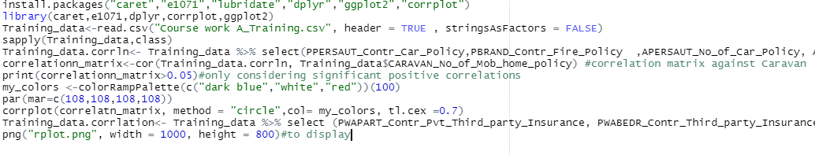 install.packages("caret","e1071","lubridate","dplyr","ggplot2","corrplot")
library(caret,e1071,dplyr,corrplot,ggplot2)
Training_data<-read.csv("Course work A_Training.csv", header = TRUE , stringsAsFactors = FALSE)
sapply(Training_data,class)
Training_data.corrln<- Training_data %>% select(PPERSAUT_Contr_Car_Policy,PBRAND_Contr_Fire_Policy ,APERSAUT_No_of_Car_Policy, A
correlationn_matrix<-cor(Training_data.corrln, Training_data$CARAVAN_No_of_Mob_home_policy) #correlation matrix against Caravan
print(correlationn_matrix>0.05)#only considering significant positive correlations
my_colors <-colorRampPalette(c("dark blue","white","red"))(100)
par(mar=c(108,108,108,108))
corrplot(correlatn_matrix, method = "circle",col= my_colors, tl.cex =0.7)
Training_data.corrlation<- Training_data %>% select (PWAPART_Contr_Pvt_Third_party_Insurance, PWABEDR_Contr_Third_party_Insurance
png("rplot.png", width = 1000, height = 800)#to display